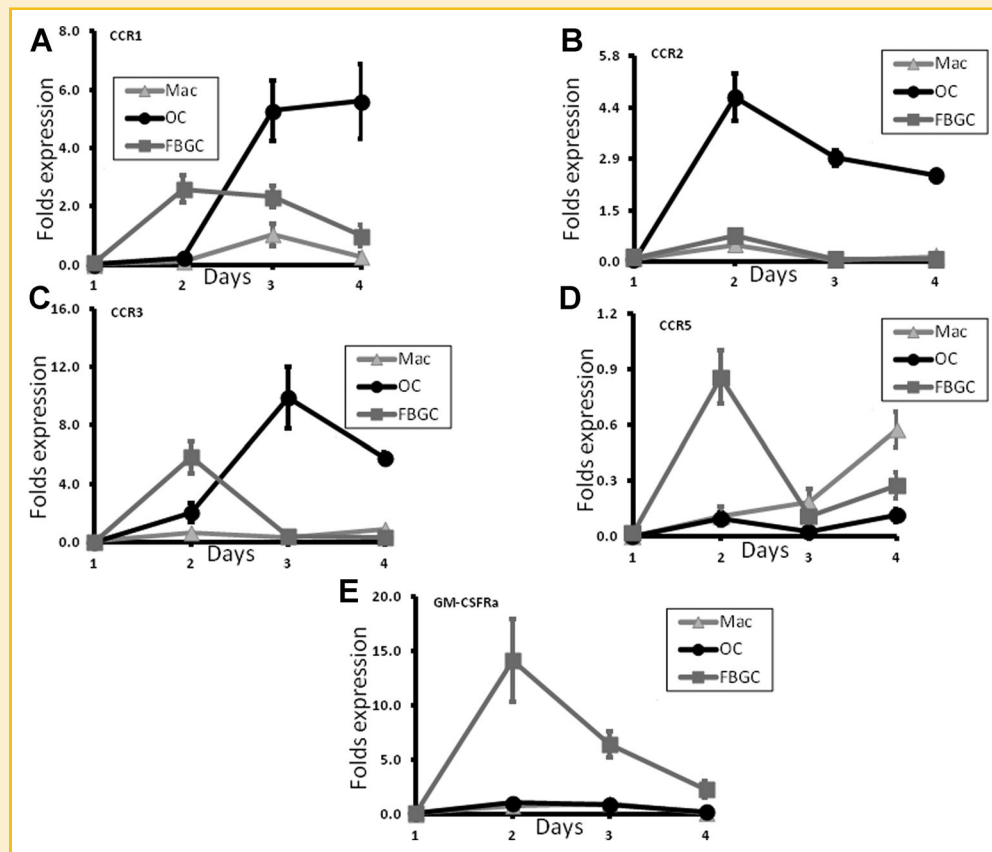 A
CCR1
8.0
6.0
4.0
2.0
0.0
Folds expression
Mac
OC
FBGC
1 2 3 4
Days
B
CCR2
5.8
4.4
2.9
1.5
0.0
Folds expression
Mac
OC
FBGC
1 2 3 4
Days
C
CCR3
16.0
12.0
8.0
4.0
0.0
Folds expression
Mac
OC
FBGC
1 2 3 4
Days
D
CCR5
1.2
0.9
0.6
0.3
0.0
Folds expression
Mac
OC
FBGC
1 2 3 4
Days
E
GM-CSFRa
20.0
15.0
10.0
5.0
0.0
Folds expression
Mac
OC
FBGC
1 2 3 4
Days